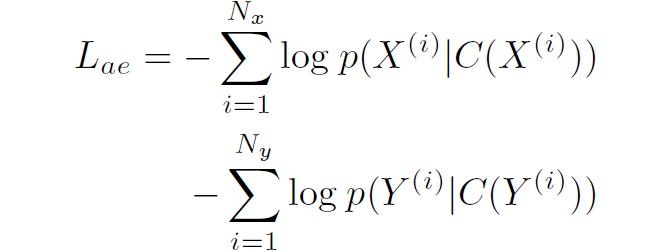 L_{ae} = - \sum_{i=1}^{N_x} \log p(X^{(i)}|C(X^{(i)}))
- \sum_{i=1}^{N_y} \log p(Y^{(i)}|C(Y^{(i)}))